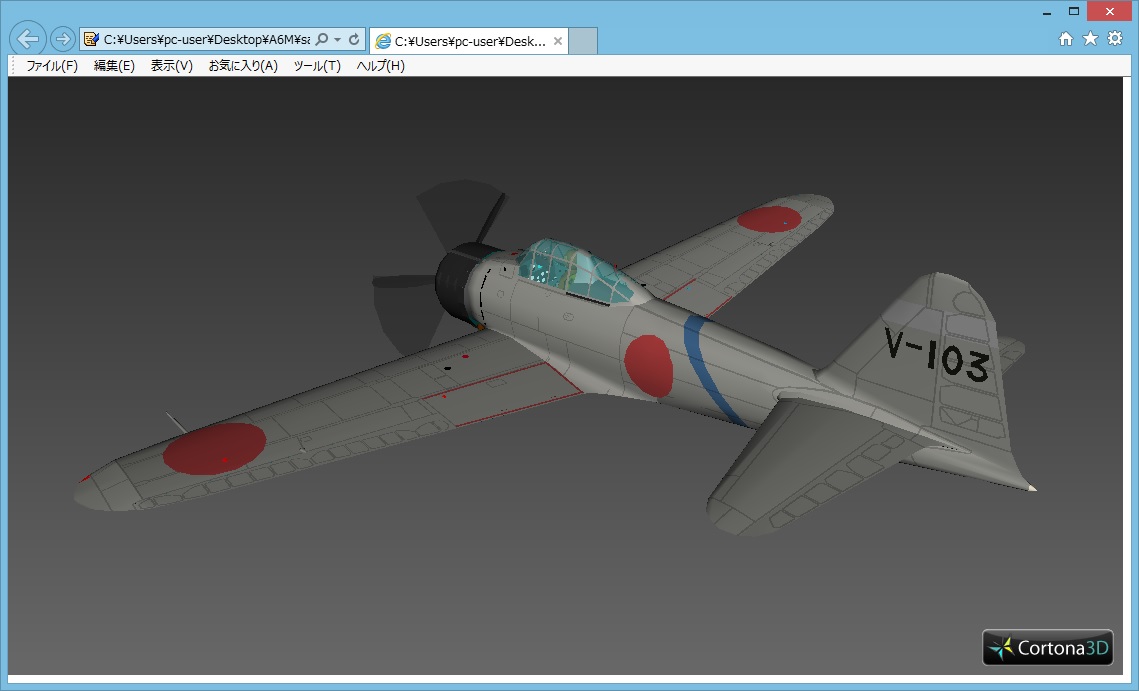 C:¥Users¥pc-user¥Desktop¥A6M¥sa
C:¥Users¥pc-user¥Desk...
ファイル(F) 編集(E) 表示(V) お気に入り(A) ツール(T) ヘルプ(H)
V-103
Cortona3D